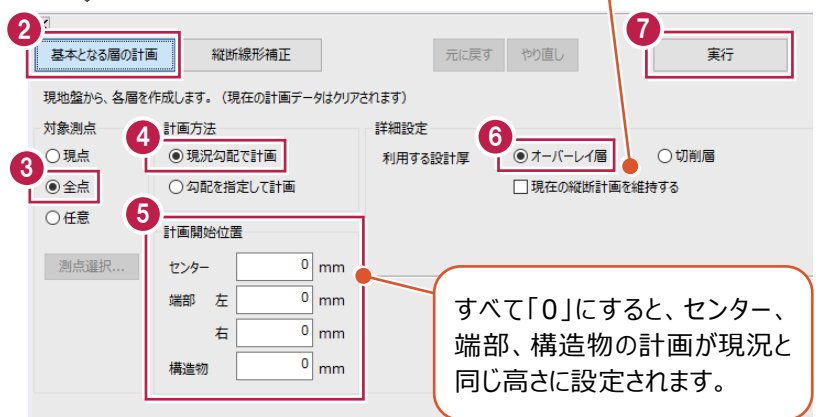 2
7
基本となる層の計画
縦断線形補正
元に戻す
やり直し
実行
現地盤から、各層を作成します。（現在の計画データはクリアされます）
対象測点
4
計画方法
詳細設定
6
現点
現況勾配で計画
利用する設計厚
オーバーレイ層
切削層
3
全点
勾配を指定して計画
現在の縦断計画を維持する
任意
5
計画開始位置
測点選択...
センター 0 mm
端部 左 0 mm
右 0 mm
構造物 0 mm
すべて「0」にすると、センター、
端部、構造物の計画が現況と
同じ高さに設定されます。